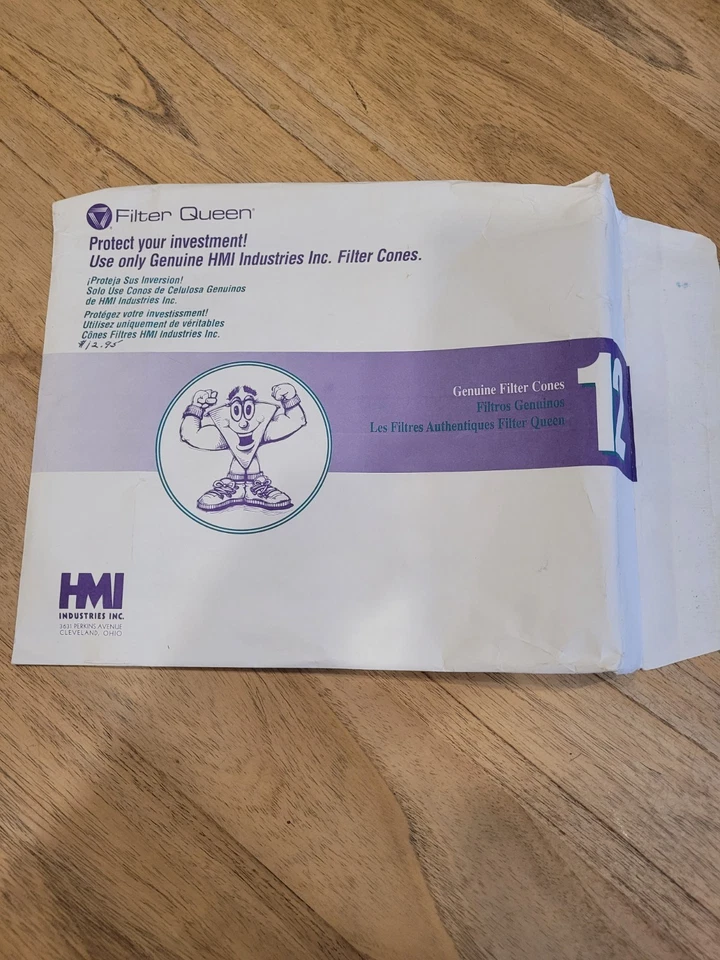 Filter Queen®
Protect your investment!
Use only Genuine HMI Industries Inc. Filter Cones.
¡Proteja Sus Inversion!
Solo Use Conos de Celulosa Genuinos
de HMI Industries Inc.
Protégez votre investissment!
Utilisez uniquement de véritables
Cônes Filtres HMI Industries Inc.
$12.95
Genuine Filter Cones
Filtros Genuinos
Les Filtres Authentiques Filter Queen
12
HMI
INDUSTRIES INC.
3631 PERKINS AVENUE
CLEVELAND, OHIO